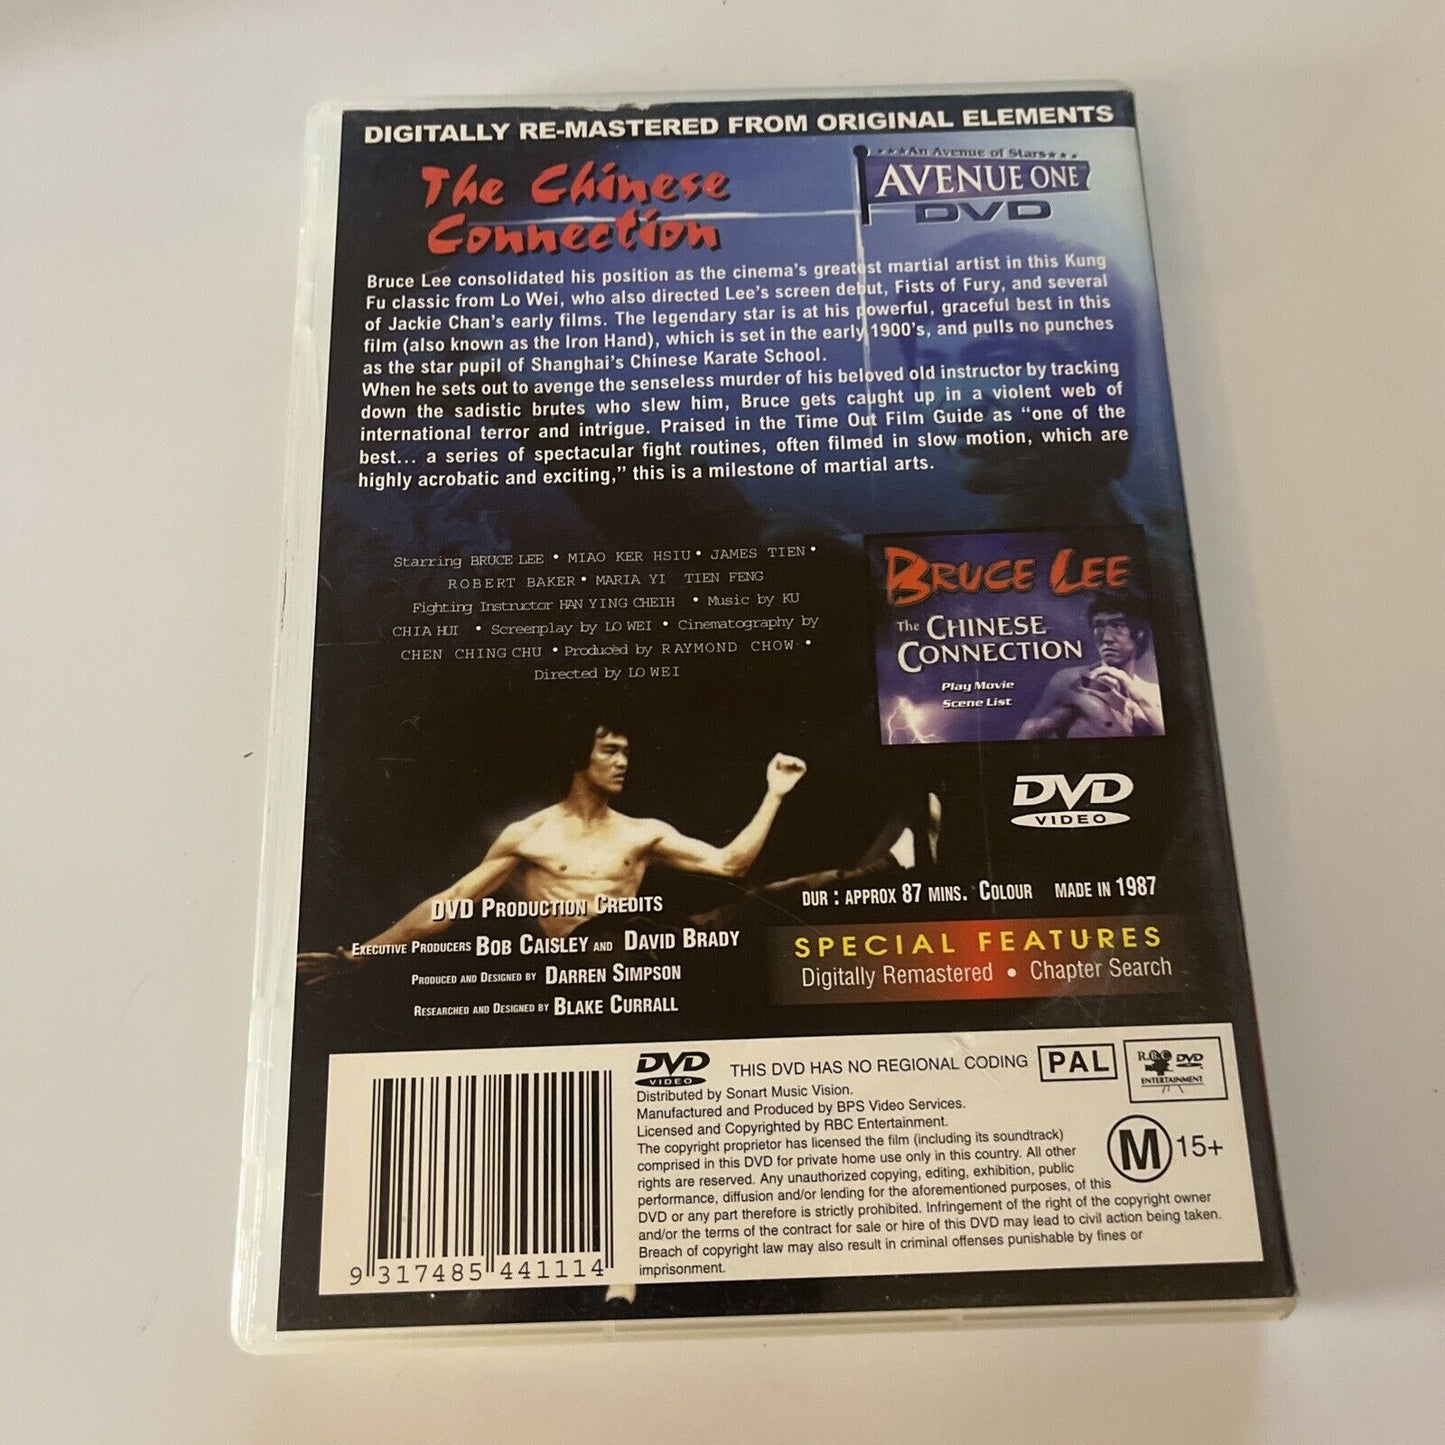 DIGITALLY RE-MASTERED FROM ORIGINAL ELEMENTS
The Chinese
Connection
★★★An Avenue of Stars★★★
AVENUE ONE
DVD
Bruce Lee consolidated his position as the cinema's greatest martial artist in this Kung
Fu classic from Lo Wei, who also directed Lee's screen debut, Fists of Fury, and several
of Jackie Chan's early films. The legendary star is at his powerful, graceful best in this
film (also known as the Iron Hand), which is set in the early 1900's, and pulls no punches
as the star pupil of Shanghai's Chinese Karate School.
When he sets out to avenge the senseless murder of his beloved old instructor by tracking
down the sadistic brutes who slew him, Bruce gets caught up in a violent web of
international terror and intrigue. Praised in the Time Out Film Guide as "one of the
best... a series of spectacular fight routines, often filmed in slow motion, which are
highly acrobatic and exciting," this is a milestone of martial arts.
Starring BRUCE LEE • MIAO KER HSIU • JAMES TIEN •
ROBERT BAKER • MARIA YI TIEN FENG
Fighting Instructor HAN YING CHEIH • Music by KU
CHIA HUI • Screenplay by LO WEI • Cinematography by
CHEN CHING CHU • Produced by RAYMOND CHOW •
Directed by LO WEI
BRUCE LEE
The CHINESE
CONNECTION
Play Movie
Scene List
DVD
VIDEO
DUR : APPROX 87 MINS. COLOUR MADE IN 1987
SPECIAL FEATURES
Digitally Remastered • Chapter Search
DVD PRODUCTION CREDITS
EXECUTIVE PRODUCERS BOB CAISLEY AND DAVID BRADY
PRODUCED AND DESIGNED BY DARREN SIMPSON
RESEARCHED AND DESIGNED BY BLAKE CURRALL
DVD
VIDEO
THIS DVD HAS NO REGIONAL CODING
PAL
R.B.C DVD
ENTERTAINMENT
Distributed by Sonart Music Vision.
Manufactured and Produced by BPS Video Services.
Licensed and Copyrighted by RBC Entertainment.
The copyright proprietor has licensed the film (including its soundtrack)
comprised in this DVD for private home use only in this country. All other
rights are reserved. Any unauthorized copying, editing, exhibition, public
performance, diffusion and/or lending for the aforementioned purposes, of this
DVD or any part therefore is strictly prohibited. Infringement of the right of the copyright owner
and/or the terms of the contract for sale or hire of this DVD may lead to civil action being taken.
Breach of copyright law may also result in criminal offenses punishable by fines or
imprisonment.
M 15+
9 317485 441114